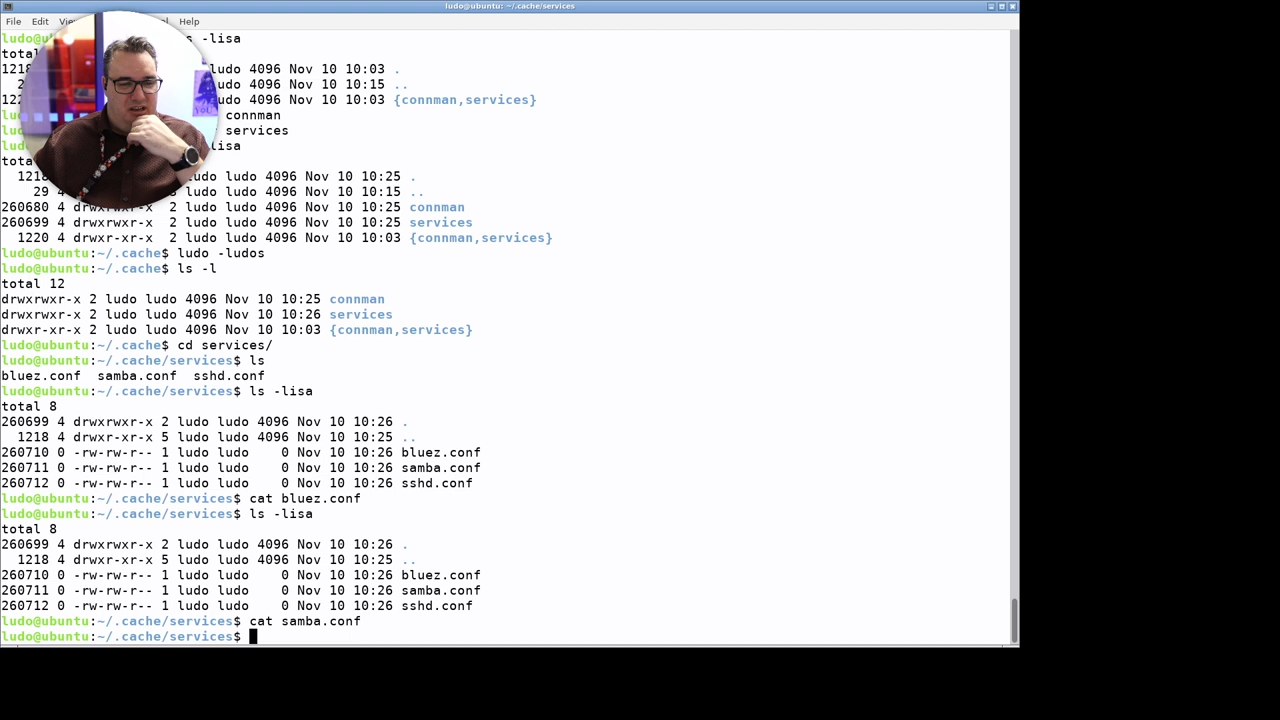 ludo@ubuntu: ~/.cache/services
File Edit Help
-lisa
total
1218 ludo ludo 4096 Nov 10 10:03 .
ludo ludo 4096 Nov 10 10:15 ..
ludo ludo 4096 Nov 10 10:03 {connman,services}
connman
services
lisa
total
ludo ludo 4096 Nov 10 10:25 .
29 4 ludo ludo 4096 Nov 10 10:15 ..
260680 4 drwxrwxr-x 2 ludo ludo 4096 Nov 10 10:25 connman
260699 4 drwxrwxr-x 2 ludo ludo 4096 Nov 10 10:25 services
1220 4 drwxr-xr-x 2 ludo ludo 4096 Nov 10 10:03 {connman,services}
ludo@ubuntu:~/.cache$ ludo -ludos
ludo@ubuntu:~/.cache$ ls -l
total 12
drwxrwxr-x 2 ludo ludo 4096 Nov 10 10:25 connman
drwxrwxr-x 2 ludo ludo 4096 Nov 10 10:26 services
drwxr-xr-x 2 ludo ludo 4096 Nov 10 10:03 {connman,services}
ludo@ubuntu:~/.cache$ cd services/
ludo@ubuntu:~/.cache/services$ ls
bluez.conf samba.conf sshd.conf
ludo@ubuntu:~/.cache/services$ ls -lisa
total 8
260699 4 drwxrwxr-x 2 ludo ludo 4096 Nov 10 10:26 .
1218 4 drwxr-xr-x 5 ludo ludo 4096 Nov 10 10:25 ..
260710 0 -rw-rw-r-- 1 ludo ludo 0 Nov 10 10:26 bluez.conf
260711 0 -rw-rw-r-- 1 ludo ludo 0 Nov 10 10:26 samba.conf
260712 0 -rw-rw-r-- 1 ludo ludo 0 Nov 10 10:26 sshd.conf
ludo@ubuntu:~/.cache/services$ cat bluez.conf
ludo@ubuntu:~/.cache/services$ ls -lisa
total 8
260699 4 drwxrwxr-x 2 ludo ludo 4096 Nov 10 10:26 .
1218 4 drwxr-xr-x 5 ludo ludo 4096 Nov 10 10:25 ..
260710 0 -rw-rw-r-- 1 ludo ludo 0 Nov 10 10:26 bluez.conf
260711 0 -rw-rw-r-- 1 ludo ludo 0 Nov 10 10:26 samba.conf
260712 0 -rw-rw-r-- 1 ludo ludo 0 Nov 10 10:26 sshd.conf
ludo@ubuntu:~/.cache/services$ cat samba.conf
ludo@ubuntu:~/.cache/services$